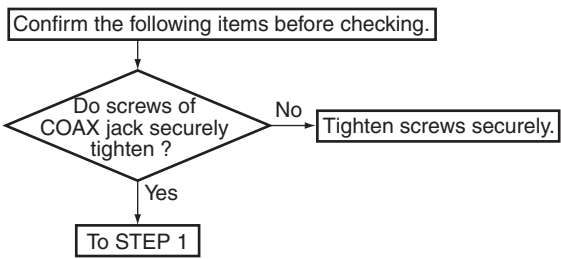 Confirm the following items before checking.
Do screws of
COAX jack securely
tighten ?
No
Tighten screws securely.
Yes
To STEP 1